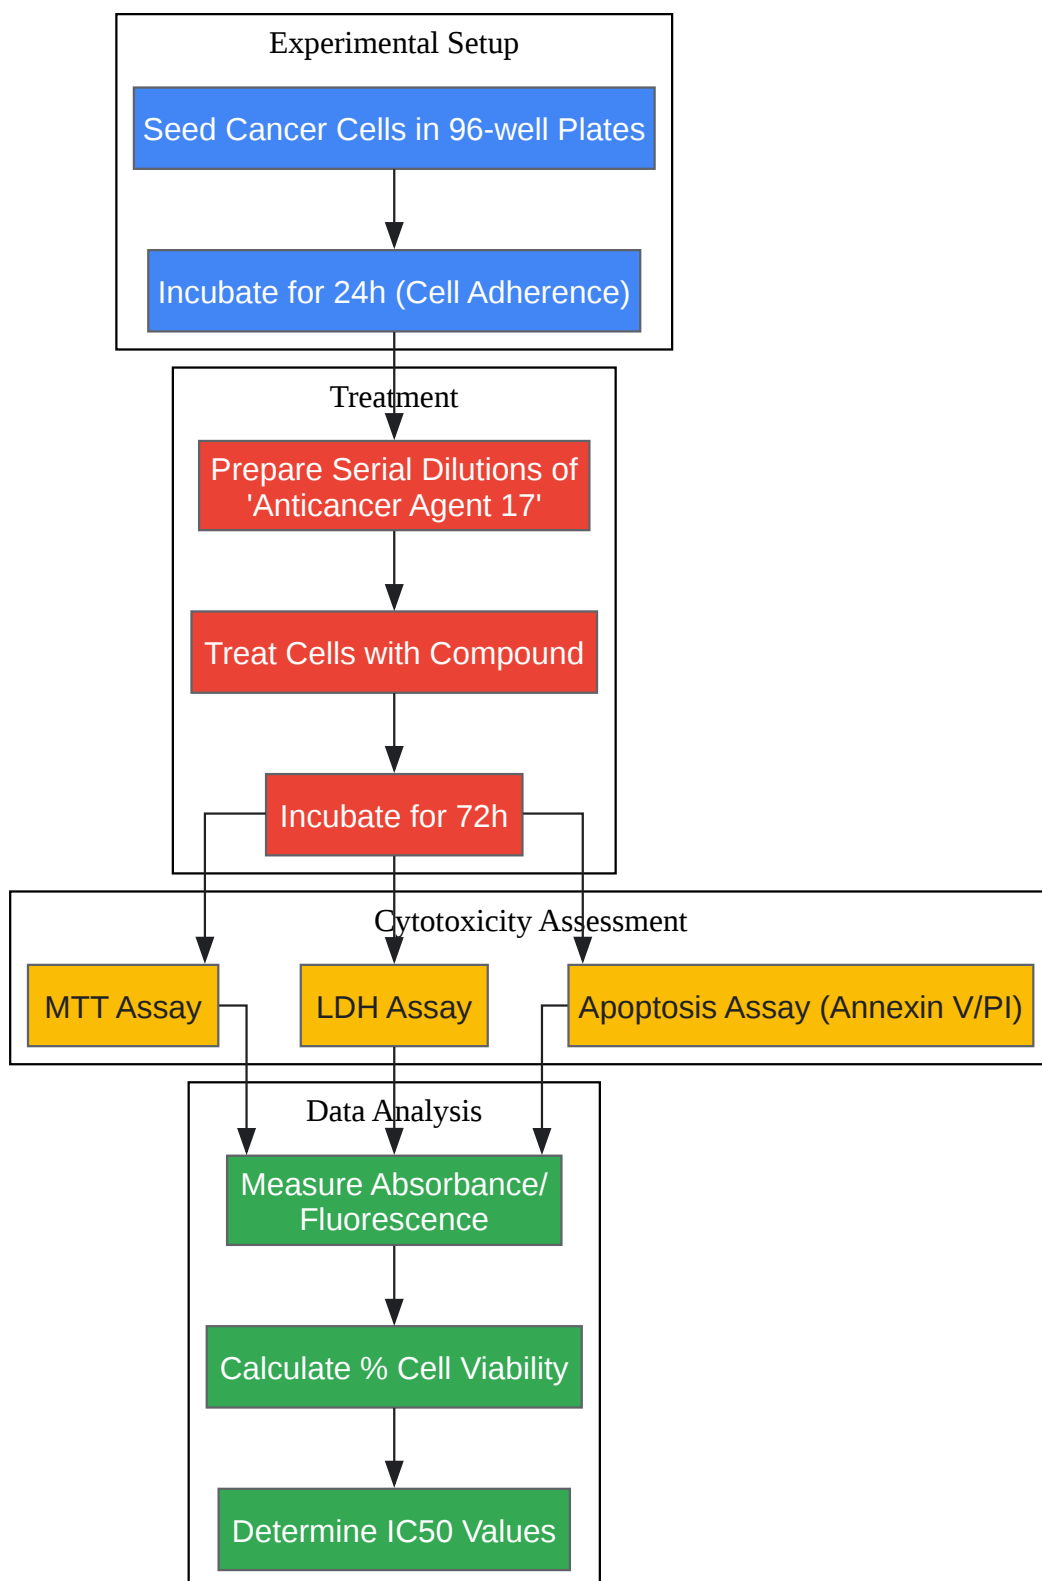 Experimental Setup
Seed Cancer Cells in 96-well Plates
Incubate for 24h (Cell Adherence)
Treatment
Prepare Serial Dilutions of
'Anticancer Agent 17'
Treat Cells with Compound
Incubate for 72h
Cytotoxicity Assessment
MTT Assay
LDH Assay
Apoptosis Assay (Annexin V/PI)
Data Analysis
Measure Absorbance/
Fluorescence
Calculate % Cell Viability
Determine IC50 Values